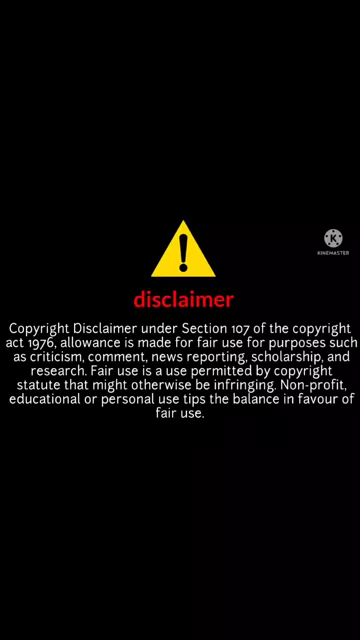 K
KINEMASTER
!
disclaimer
Copyright Disclaimer under Section 107 of the copyright
act 1976, allowance is made for fair use for purposes such
as criticism, comment, news reporting, scholarship, and
research. Fair use is a use permitted by copyright
statute that might otherwise be infringing. Non-profit,
educational or personal use tips the balance in favour of
fair use.